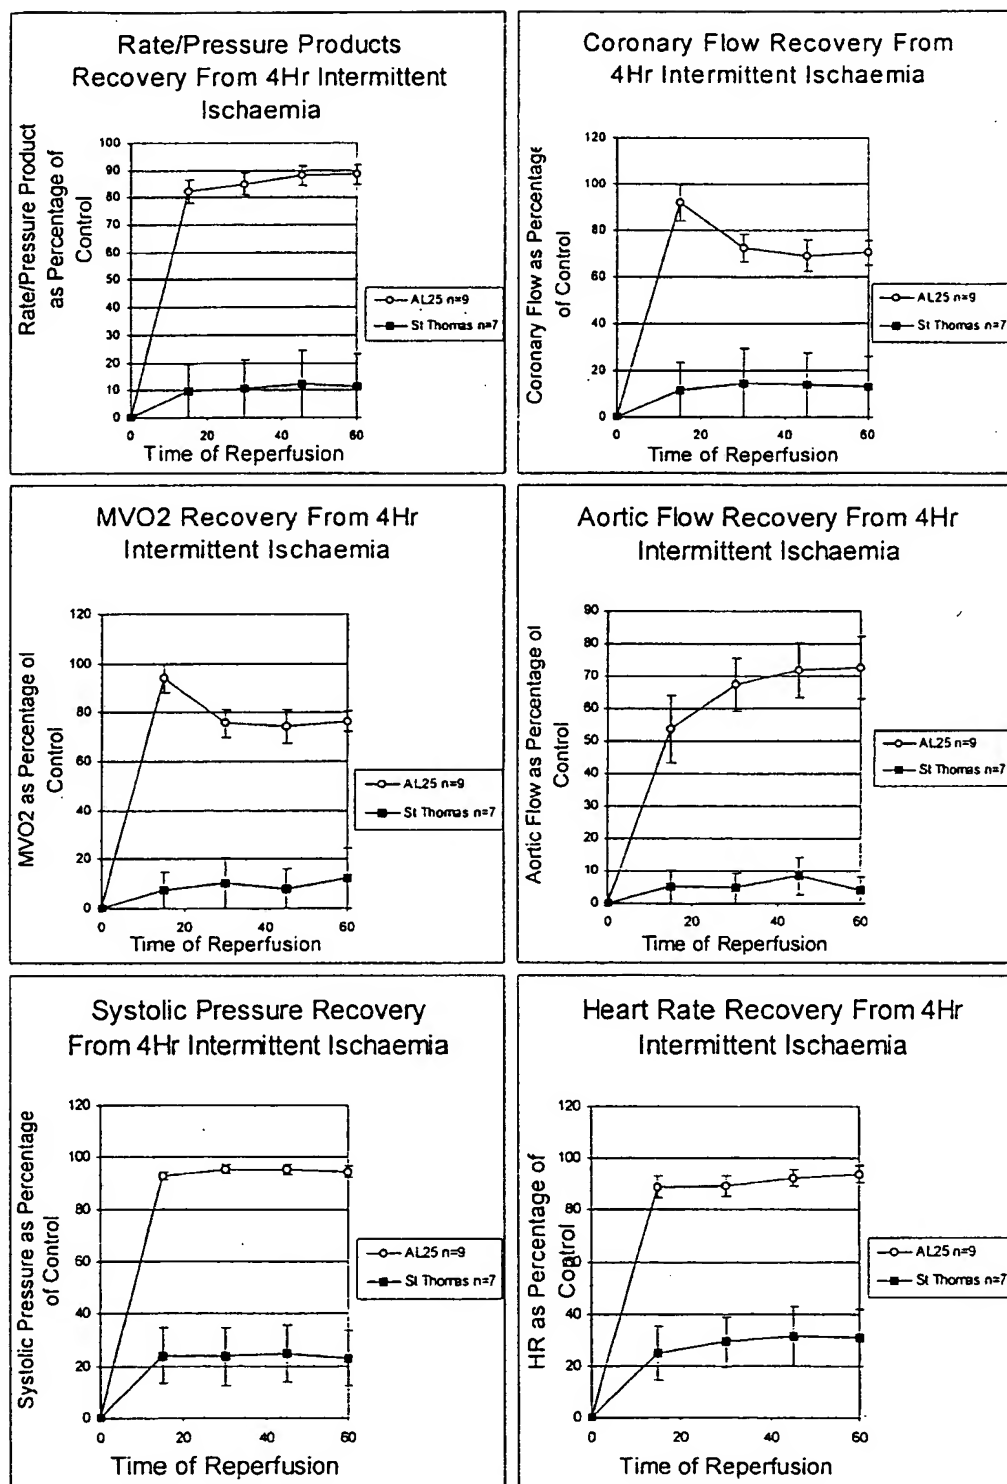 Rate/Pressure Products
Recovery From 4Hr Intermittent
Ischaemia
Rate/Pressure Product
as Percentage of
Control
100
90
80
70
60
50
40
30
20
10
0
0 20 40 60
Time of Reperfusion
AL25 n=9
St Thomas n=7
Coronary Flow Recovery From
4Hr Intermittent Ischaemia
Coronary Flow as Percentage
of Control
120
100
80
60
40
20
0
0 20 40 60
Time of Reperfusion
AL25 n=9
St Thomas n=7
MVO2 Recovery From 4Hr
Intermittent Ischaemia
MVO2 as Percentage of
Control
120
100
80
60
40
20
0
0 20 40 60
Time of Reperfusion
AL25 n=9
St Thomas n=7
Aortic Flow Recovery From 4Hr
Intermittent Ischaemia
Aortic Flow as Percentage of
Control
90
80
70
60
50
40
30
20
10
0
0 20 40 60
Time of Reperfusion
AL25 n=9
St Thomas n=7
Systolic Pressure Recovery
From 4Hr Intermittent Ischaemia
Systolic Pressure as Percentage
of Control
120
100
80
60
40
20
0
0 20 40 60
Time of Reperfusion
AL25 n=9
St Thomas n=7
Heart Rate Recovery From 4Hr
Intermittent Ischaemia
HR as Percentage of
Control
120
100
80
60
40
20
0
0 20 40 60
Time of Reperfusion
AL25 n=9
St Thomas n=7